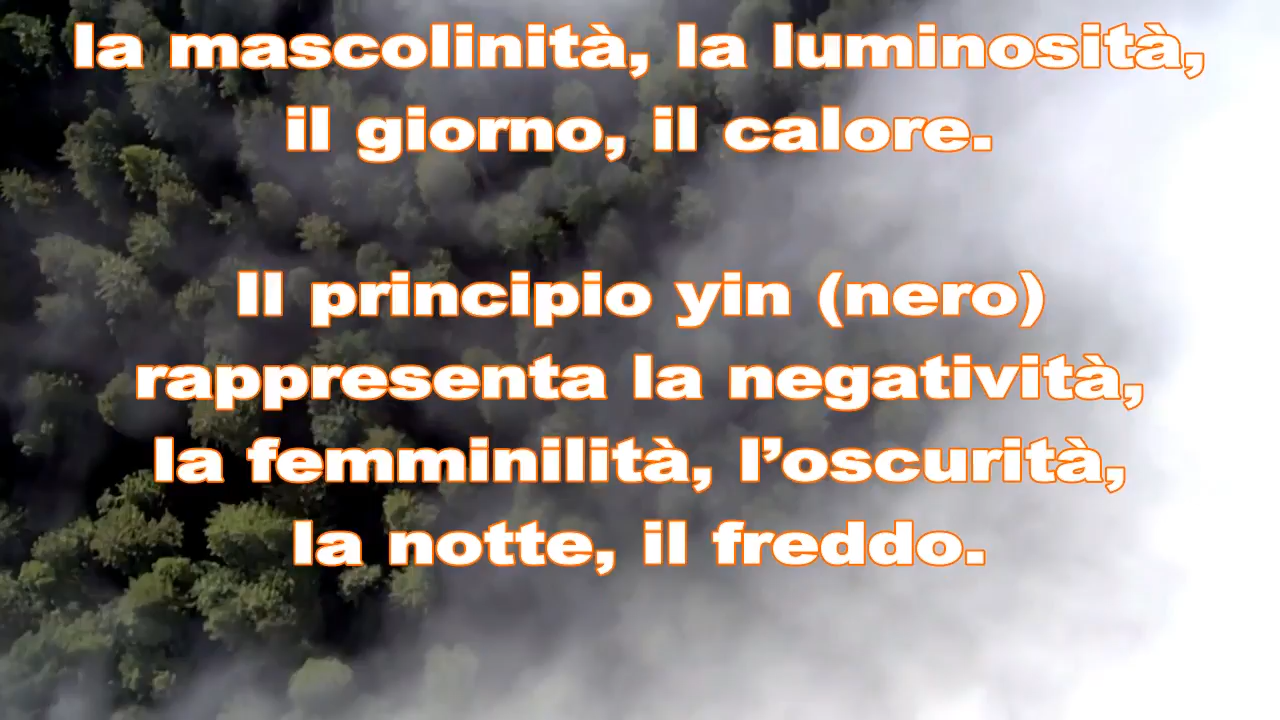 la mascolinità, la luminosità,
il giorno, il calore.
Il principio yin (nero)
rappresenta la negatività,
la femminilità, l’oscurità,
la notte, il freddo.